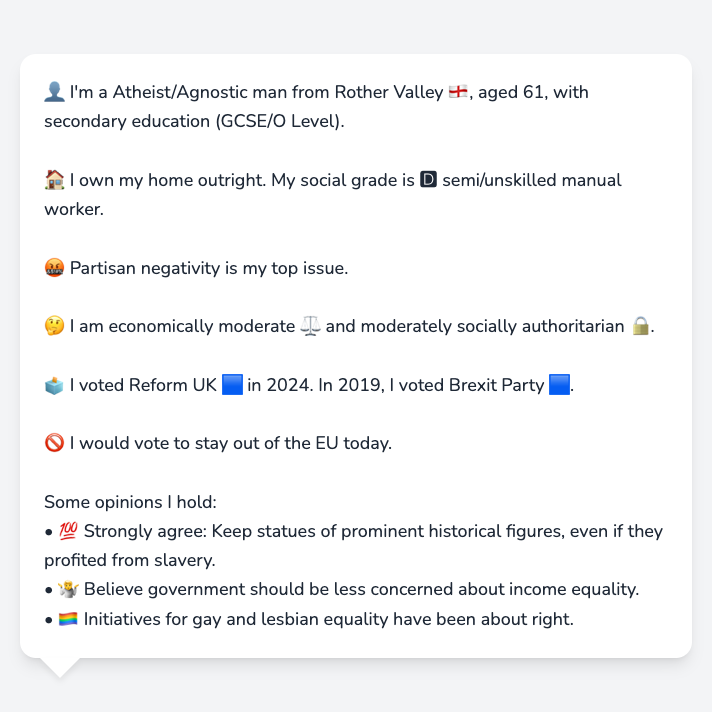 👤 I'm a Atheist/Agnostic man from Rother Valley 🏴󠁧󠁢󠁥󠁮󠁧󠁿, aged 61, with
secondary education (GCSE/O Level).
🏠 I own my home outright. My social grade is 🅳 semi/unskilled manual
worker.
🤬 Partisan negativity is my top issue.
🤔 I am economically moderate ⚖️ and moderately socially authoritarian 🔒.
🗳️ I voted Reform UK 🟦 in 2024. In 2019, I voted Brexit Party 🟦.
🚫 I would vote to stay out of the EU today.
Some opinions I hold:
• 💯 Strongly agree: Keep statues of prominent historical figures, even if they
profited from slavery.
• 🤷 Believe government should be less concerned about income equality.
• 🏳️‍🌈 Initiatives for gay and lesbian equality have been about right.